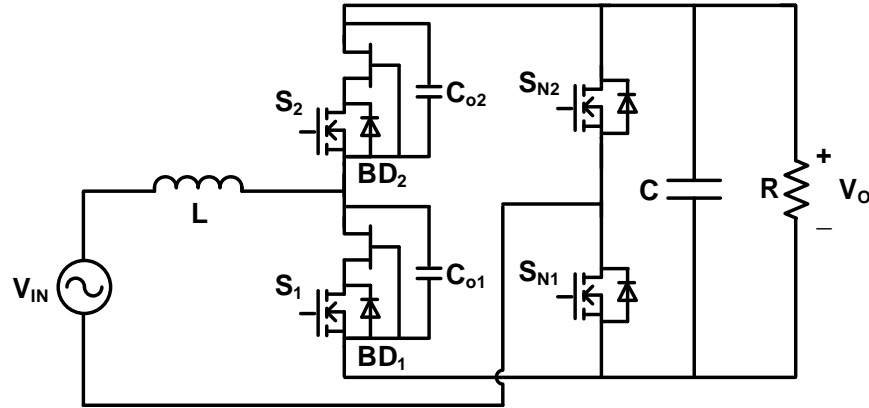 S2
Co2
BD2
SN2
L
C
R
+
VO
_
VIN
S1
Co1
BD1
SN1